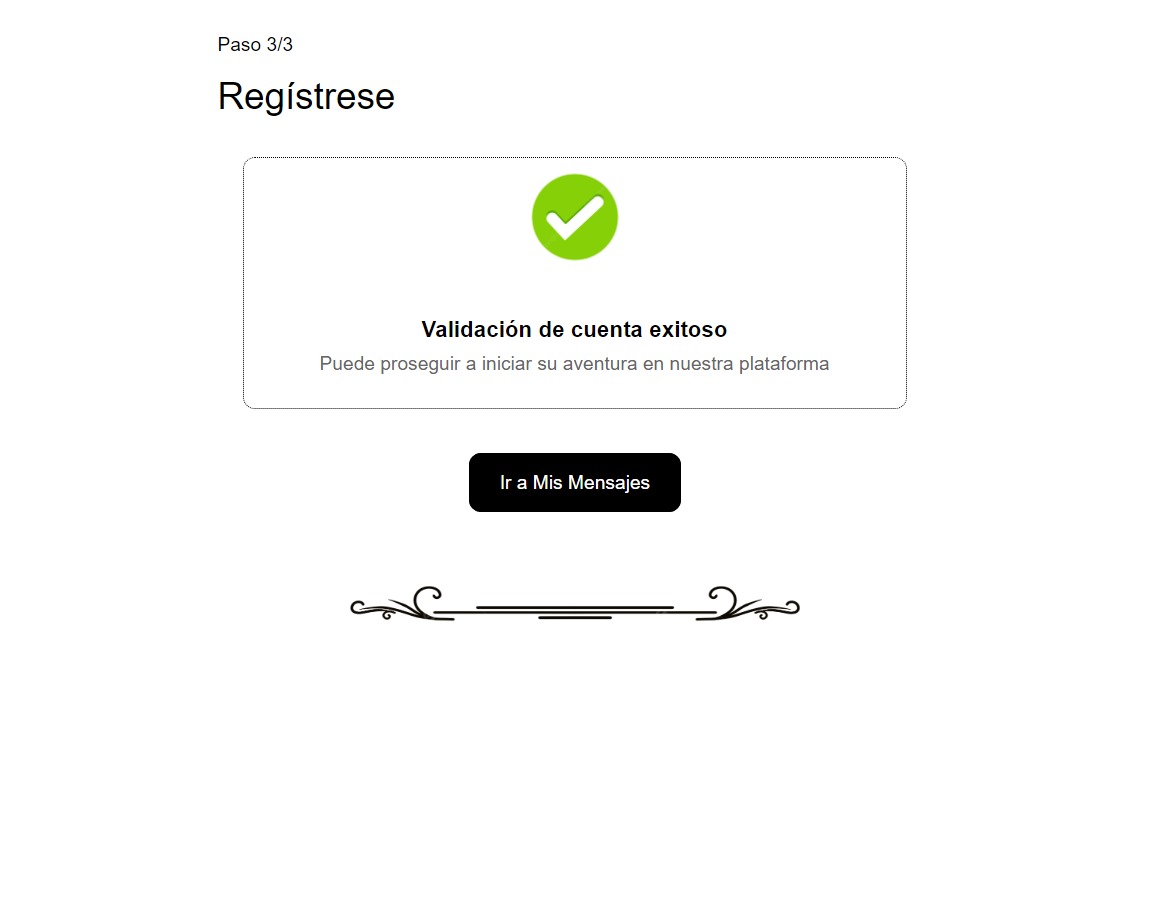 Paso 3/3
Regístrese
Validación de cuenta exitoso
Puede proseguir a iniciar su aventura en nuestra plataforma
Ir a Mis Mensajes